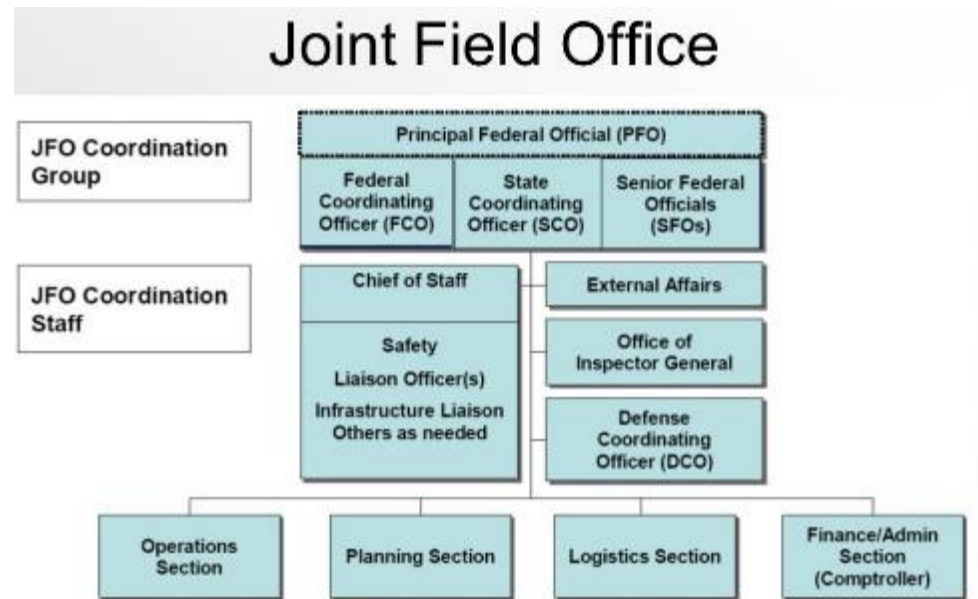 Joint Field Office
JFO Coordination
Group
Principal Federal Official (PFO)
Federal
Coordinating
Officer (FCO)
State
Coordinating
Officer (SCO)
Senior Federal
Officials
(SFOs)
JFO Coordination
Staff
Chief of Staff
Safety
Liaison Officer(s)
Infrastructure Liaison
Others as needed
External Affairs
Office of
Inspector General
Defense
Coordinating
Officer (DCO)
Operations
Section
Planning Section
Logistics Section
Finance/Admin
Section
(Comptroller)